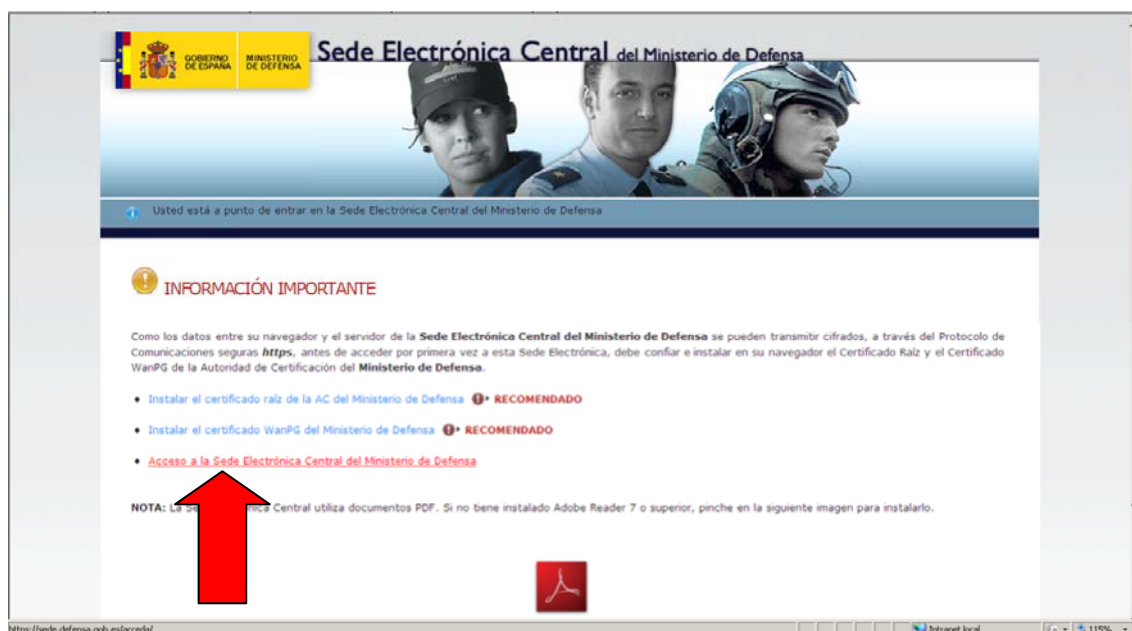 GOBIERNO
DE ESPAÑA
MINISTERIO
DE DEFENSA
Sede Electrónica Central del Ministerio de Defensa
Usted está a punto de entrar en la Sede Electrónica Central del Ministerio de Defensa
INFORMACIÓN IMPORTANTE
Como los datos entre su navegador y el servidor de la Sede Electrónica Central del Ministerio de Defensa se pueden transmitir cifrados, a través del Protocolo de
Comunicaciones seguras https, antes de acceder por primera vez a esta Sede Electrónica, debe confiar e instalar en su navegador el Certificado Raíz y el Certificado
WanPG de la Autoridad de Certificación del Ministerio de Defensa.
• Instalar el certificado raíz de la AC del Ministerio de Defensa RECOMENDADO
• Instalar el certificado WanPG del Ministerio de Defensa RECOMENDADO
• Acceso a la Sede Electrónica Central del Ministerio de Defensa
NOTA: La Central utiliza documentos PDF. Si no tiene instalado Adobe Reader 7 o superior, pinche en la siguiente imagen para instalarlo.
https://sede.defensa.gob.es/acceda/
Intranet local
115%